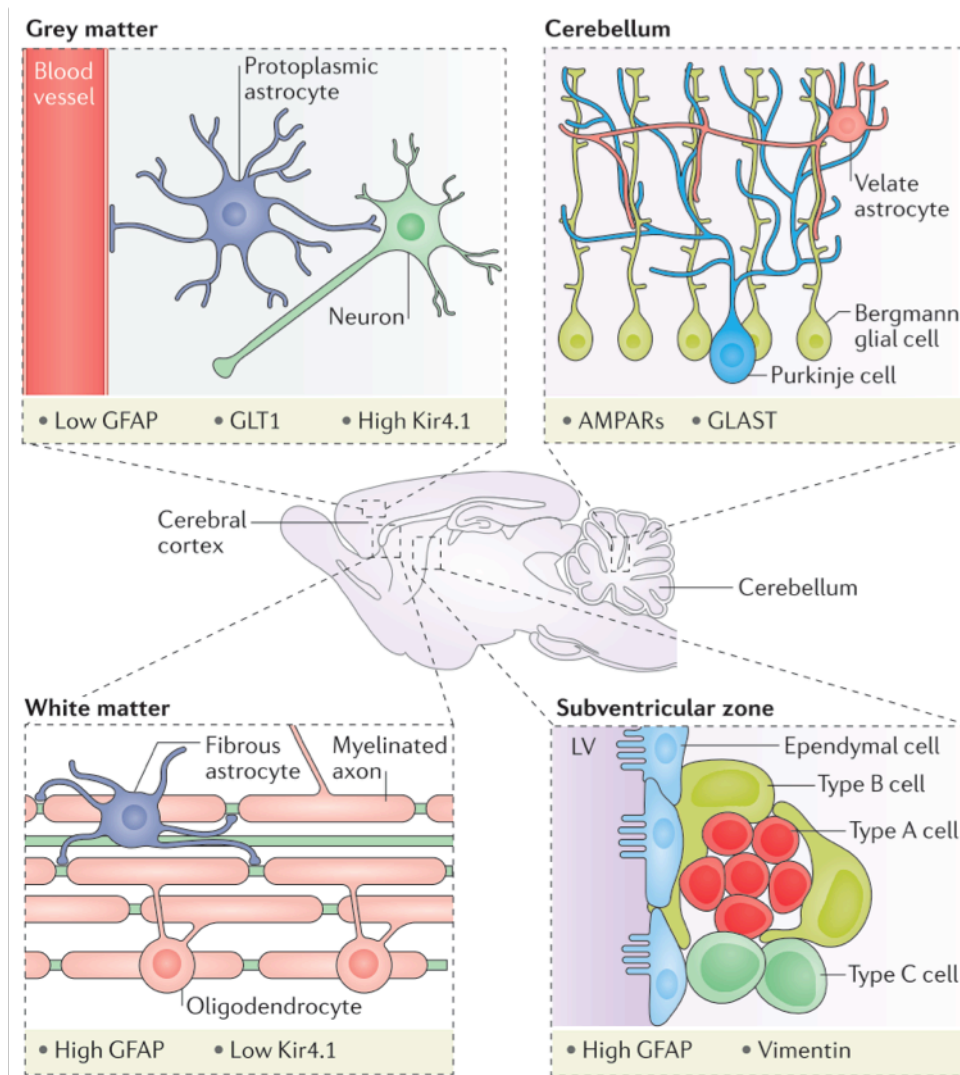 Grey matter
Blood
vessel
Protoplasmic
astrocyte
Neuron
• Low GFAP • GLT1 • High Kir4.1
Cerebellum
Velate
astrocyte
Bergmann
glial cell
Purkinje cell
• AMPARs • GLAST
Cerebral
cortex
Cerebellum
White matter
Fibrous
astrocyte
Myelinated
axon
Oligodendrocyte
• High GFAP • Low Kir4.1
Subventricular zone
LV
Ependymal cell
Type B cell
Type A cell
Type C cell
• High GFAP • Vimentin